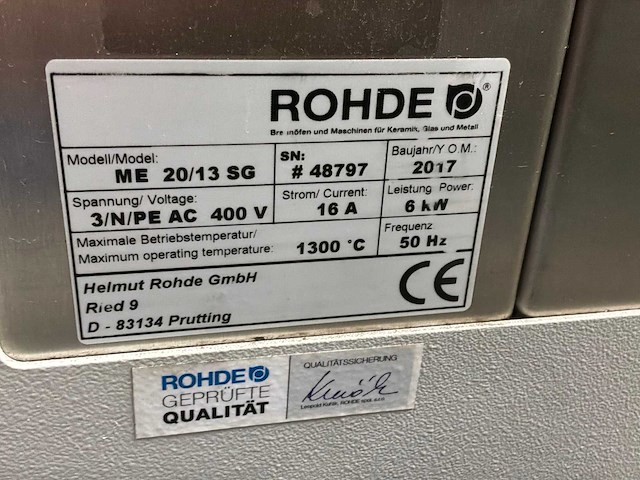 ROHDE ®
Brennöfen und Maschinen für Keramik, Glas und Metall
Modell/Model: ME 20/13 SG
SN: # 48797
Baujahr/Y.O.M.: 2017
Spannung/ Voltage: 3/N/PE AC 400 V
Strom/ Current: 16 A
Leistung Power: 6 kW
Maximale Betriebstemperatur/
Maximum operating temperature: 1300 °C
Frequenz 50 Hz
Helmut Rohde GmbH
Ried 9
D - 83134 Prutting
CE
ROHDE
GEPRÜFTE
QUALITÄT
QUALITÄTSSICHERUNG